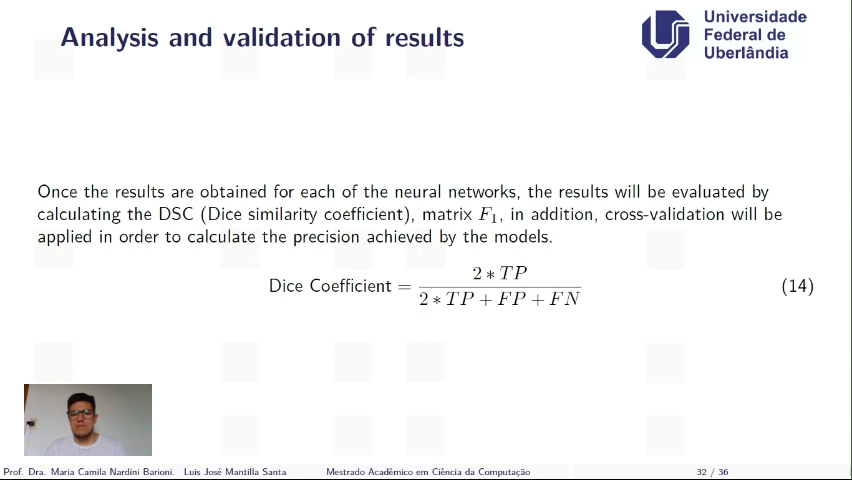 Analysis and validation of results
Universidade
Federal de
Uberlândia
Once the results are obtained for each of the neural networks, the results will be evaluated by
calculating the DSC (Dice similarity coefficient), matrix F₁, in addition, cross-validation will be
applied in order to calculate the precision achieved by the models.
Dice Coefficient = 2 ∗ TP / 2 ∗ TP + FP + FN (14)
Prof. Dra. Maria Camila Nardini Barioni. Luis José Mantilla Santa Mestrado Acadêmico em Ciência da Computação 32 / 36